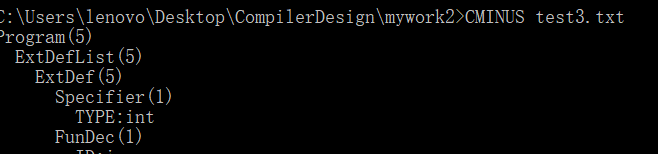 C:\Users\lenovo\Desktop\CompilerDesign\mywork2>CMINUS test3.txt
Program(5)
  ExtDefList(5)
    ExtDef(5)
      Specifier(1)
        TYPE:int
      FunDec(1)